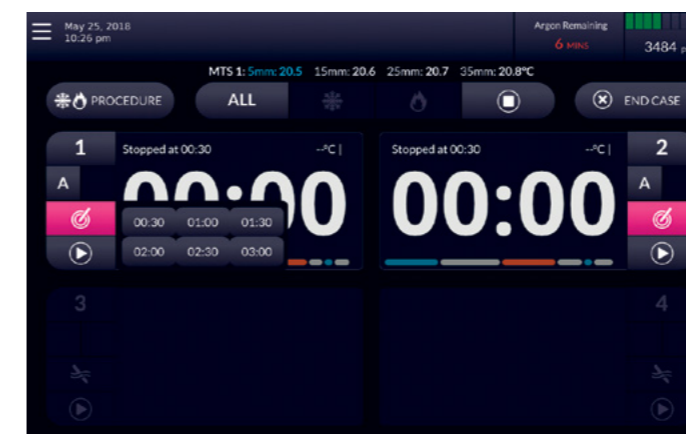 May 25, 2018
10:26 pm
Argon Remaining
6 MINS
3484 p
MTS 1: 5mm: 20.5 15mm: 20.6 25mm: 20.7 35mm: 20.8°C
PROCEDURE
ALL
END CASE
1
Stopped at 00:30
--°C |
Stopped at 00:30
--°C |
2
A
00:00
00:00
A
00:30 01:00 01:30
02:00 02:30 03:00
3
4